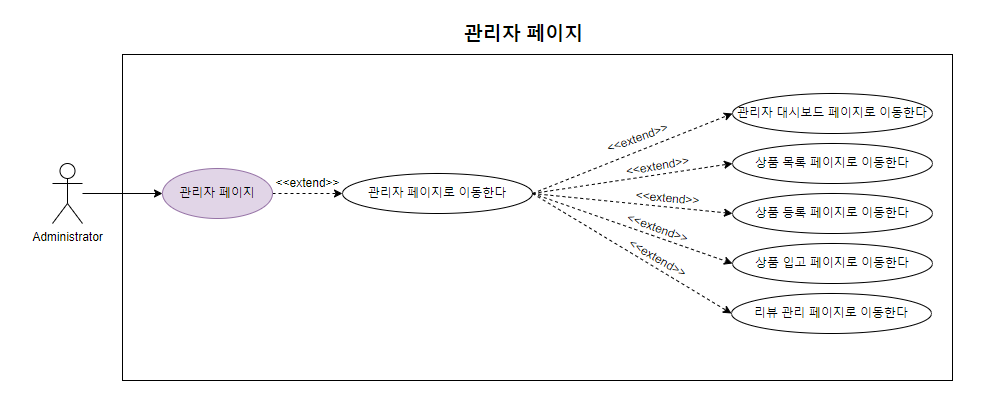 관리자 페이지
Administrator
관리자 페이지
<<extend>>
관리자 페이지로 이동한다
<<extend>>
관리자 대시보드 페이지로 이동한다
<<extend>>
상품 목록 페이지로 이동한다
<<extend>>
상품 등록 페이지로 이동한다
<<extend>>
상품 입고 페이지로 이동한다
<<extend>>
리뷰 관리 페이지로 이동한다